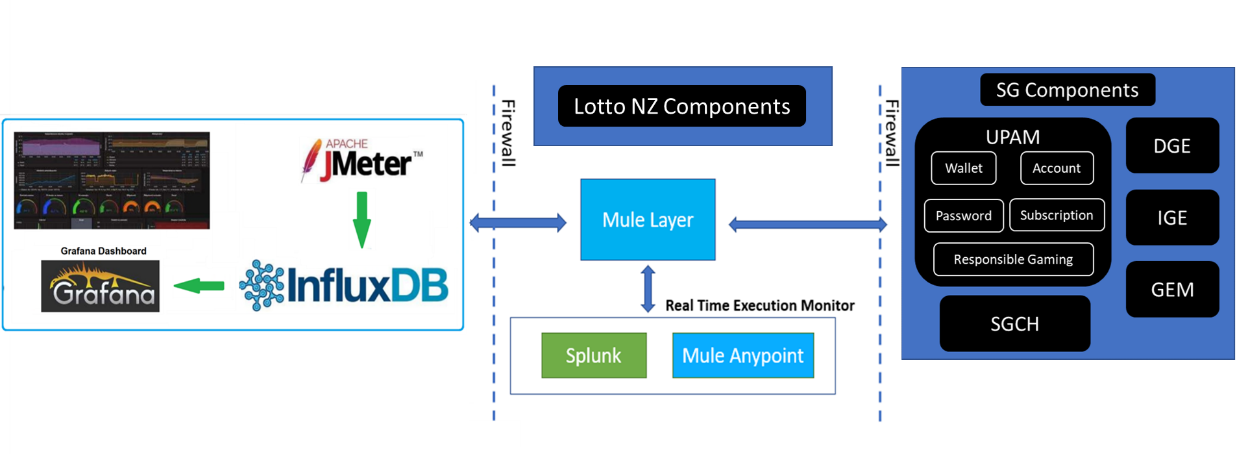 Grafana Dashboard
Grafana
APACHE
JMeter™
InfluxDB
Firewall
Lotto NZ Components
Mule Layer
Real Time Execution Monitor
Splunk
Mule Anypoint
Firewall
SG Components
UPAM
Wallet
Account
Password
Subscription
Responsible Gaming
SGCH
DGE
IGE
GEM